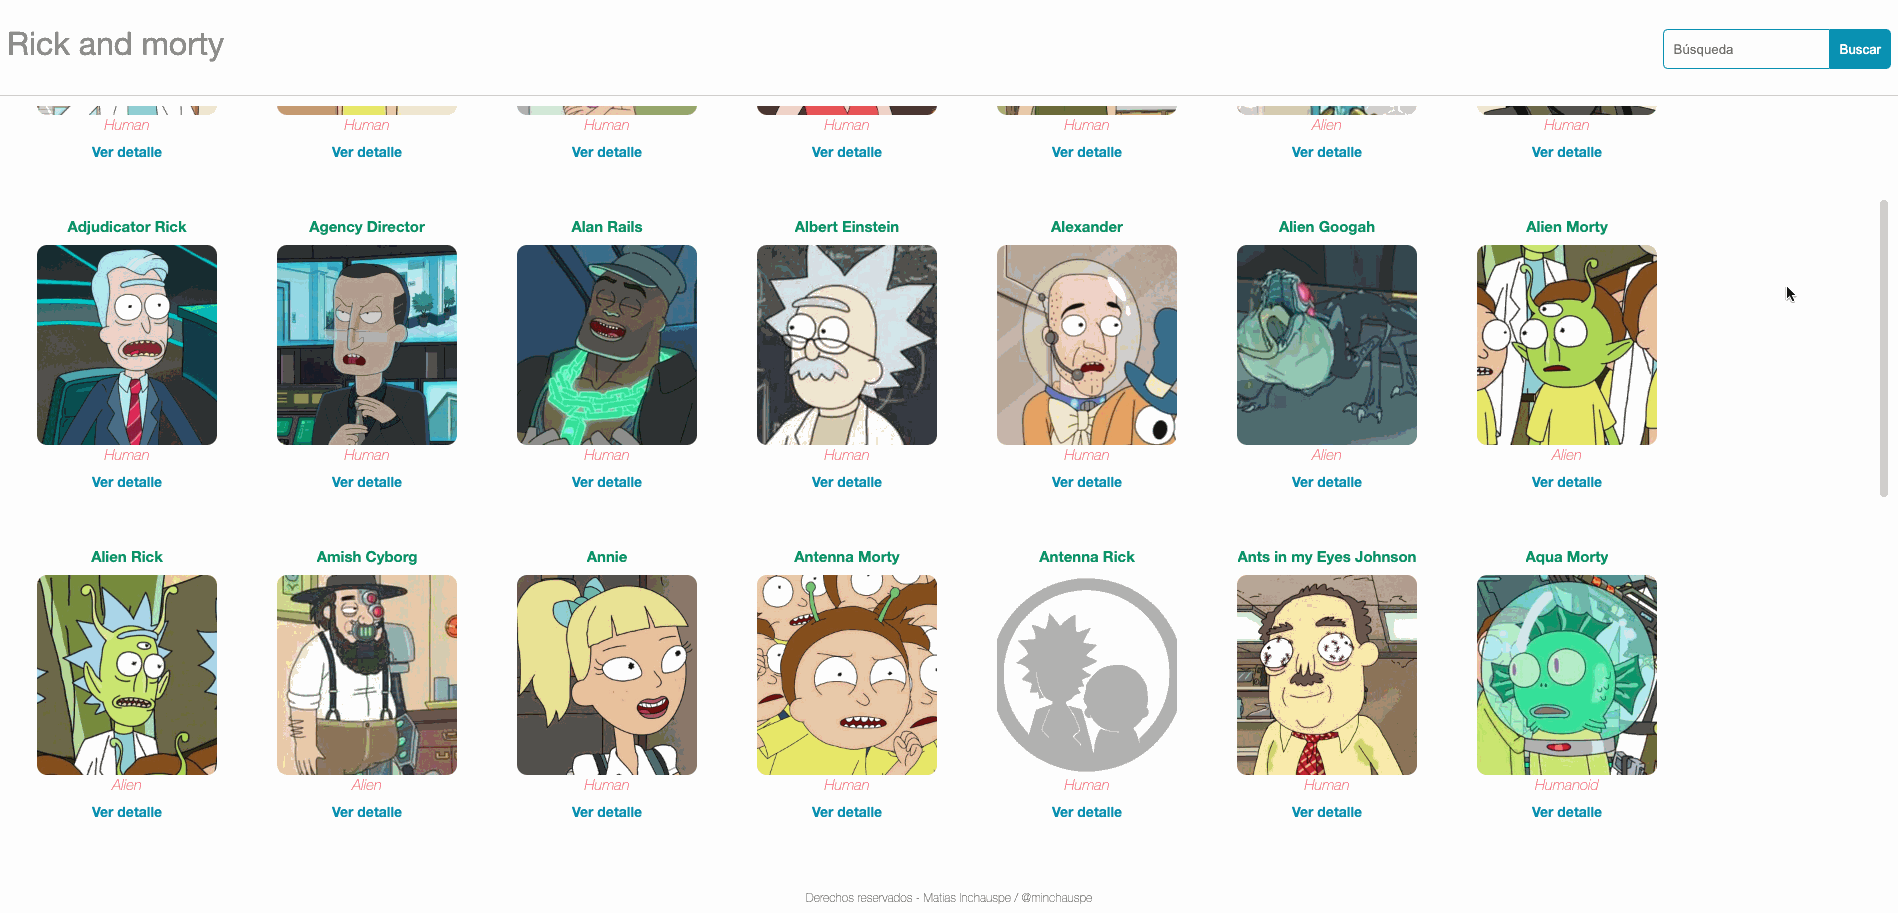 Rick and morty
Búsqueda Buscar
Human Human Human Human Human Alien Human
Ver detalle Ver detalle Ver detalle Ver detalle Ver detalle Ver detalle Ver detalle
Adjudicator Rick Agency Director Alan Rails Albert Einstein Alexander Alien Googah Alien Morty
Human Human Human Human Human Alien Alien
Ver detalle Ver detalle Ver detalle Ver detalle Ver detalle Ver detalle Ver detalle
Alien Rick Amish Cyborg Annie Antenna Morty Antenna Rick Ants in my Eyes Johnson Aqua Morty
Alien Alien Human Human Human Human Humanoid
Ver detalle Ver detalle Ver detalle Ver detalle Ver detalle Ver detalle Ver detalle
Derechos reservados - Matias Inchauspe / @minchauspe